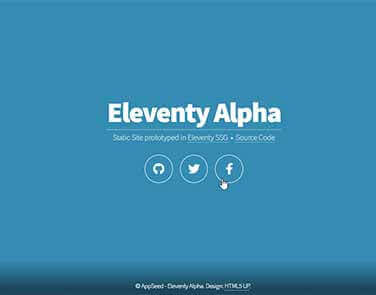 Eleventy Alpha
Static Site prototyped in Eleventy SSG • Source Code
© AppSeed - Eleventy Alpha. Design: HTML5 UP.